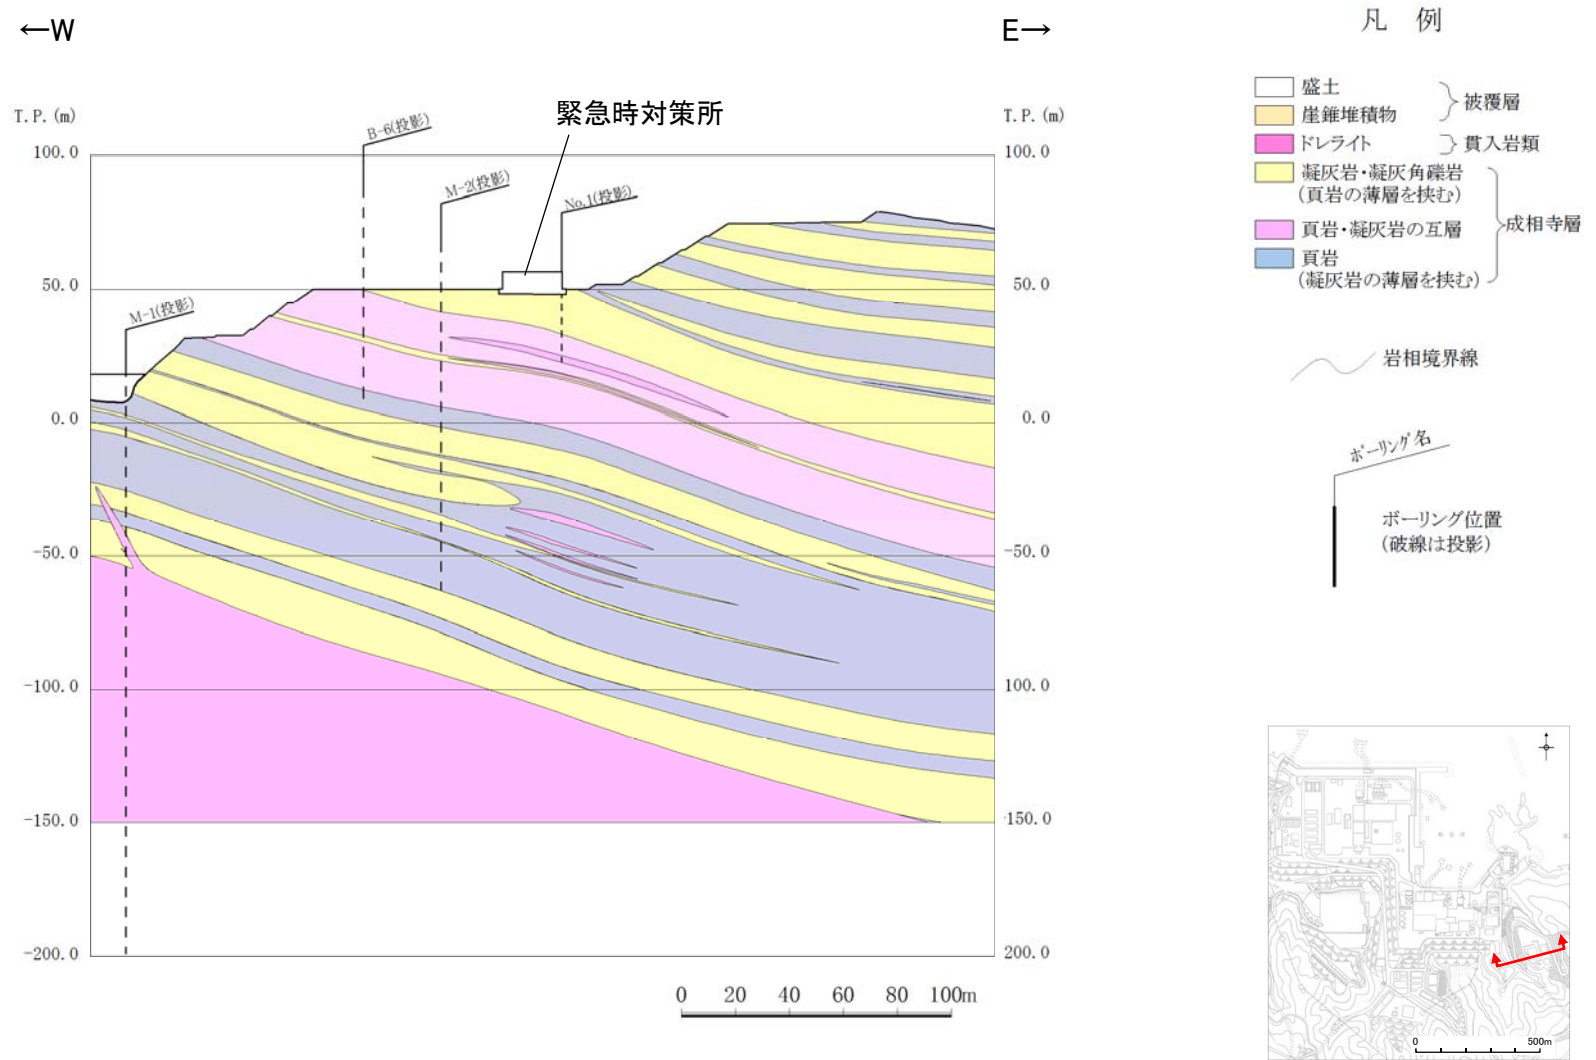 ←W
E→
T.P.(m)
T.P.(m)
100.0
50.0
0.0
-50.0
-100.0
-150.0
-200.0
100.0
50.0
0.0
-50.0
100.0
150.0
200.0
緊急時対策所
B-6(投影)
M-2(投影)
No.1(投影)
M-1(投影)
0 20 40 60 80 100m
凡 例
盛土
崖錐堆積物
被覆層
ドレライト
貫入岩類
凝灰岩・凝灰角礫岩
(頁岩の薄層を挟む)
頁岩・凝灰岩の互層
成相寺層
頁岩
(凝灰岩の薄層を挟む)
岩相境界線
ボーリング名
ボーリング位置
(破線は投影)
0 500m